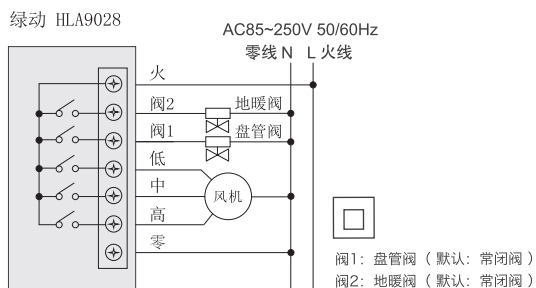 绿动 HLA9028
AC85~250V 50/60Hz
零线 N L 火线
火
阀2 地暖阀
阀1 盘管阀
低
中 风机
高
零
阀1：盘管阀（ 默认：常闭阀 ）
阀2：地暖阀（ 默认：常闭阀 ）